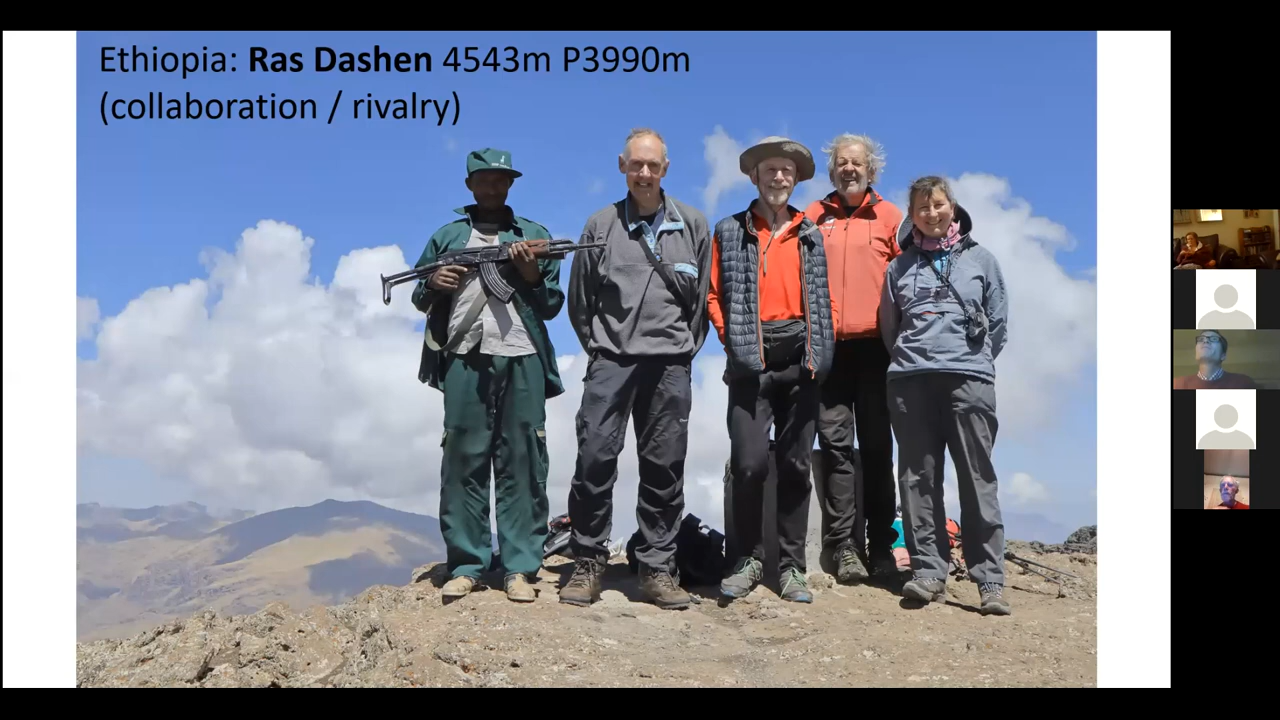 Ethiopia: Ras Dashen 4543m P3990m
(collaboration / rivalry)